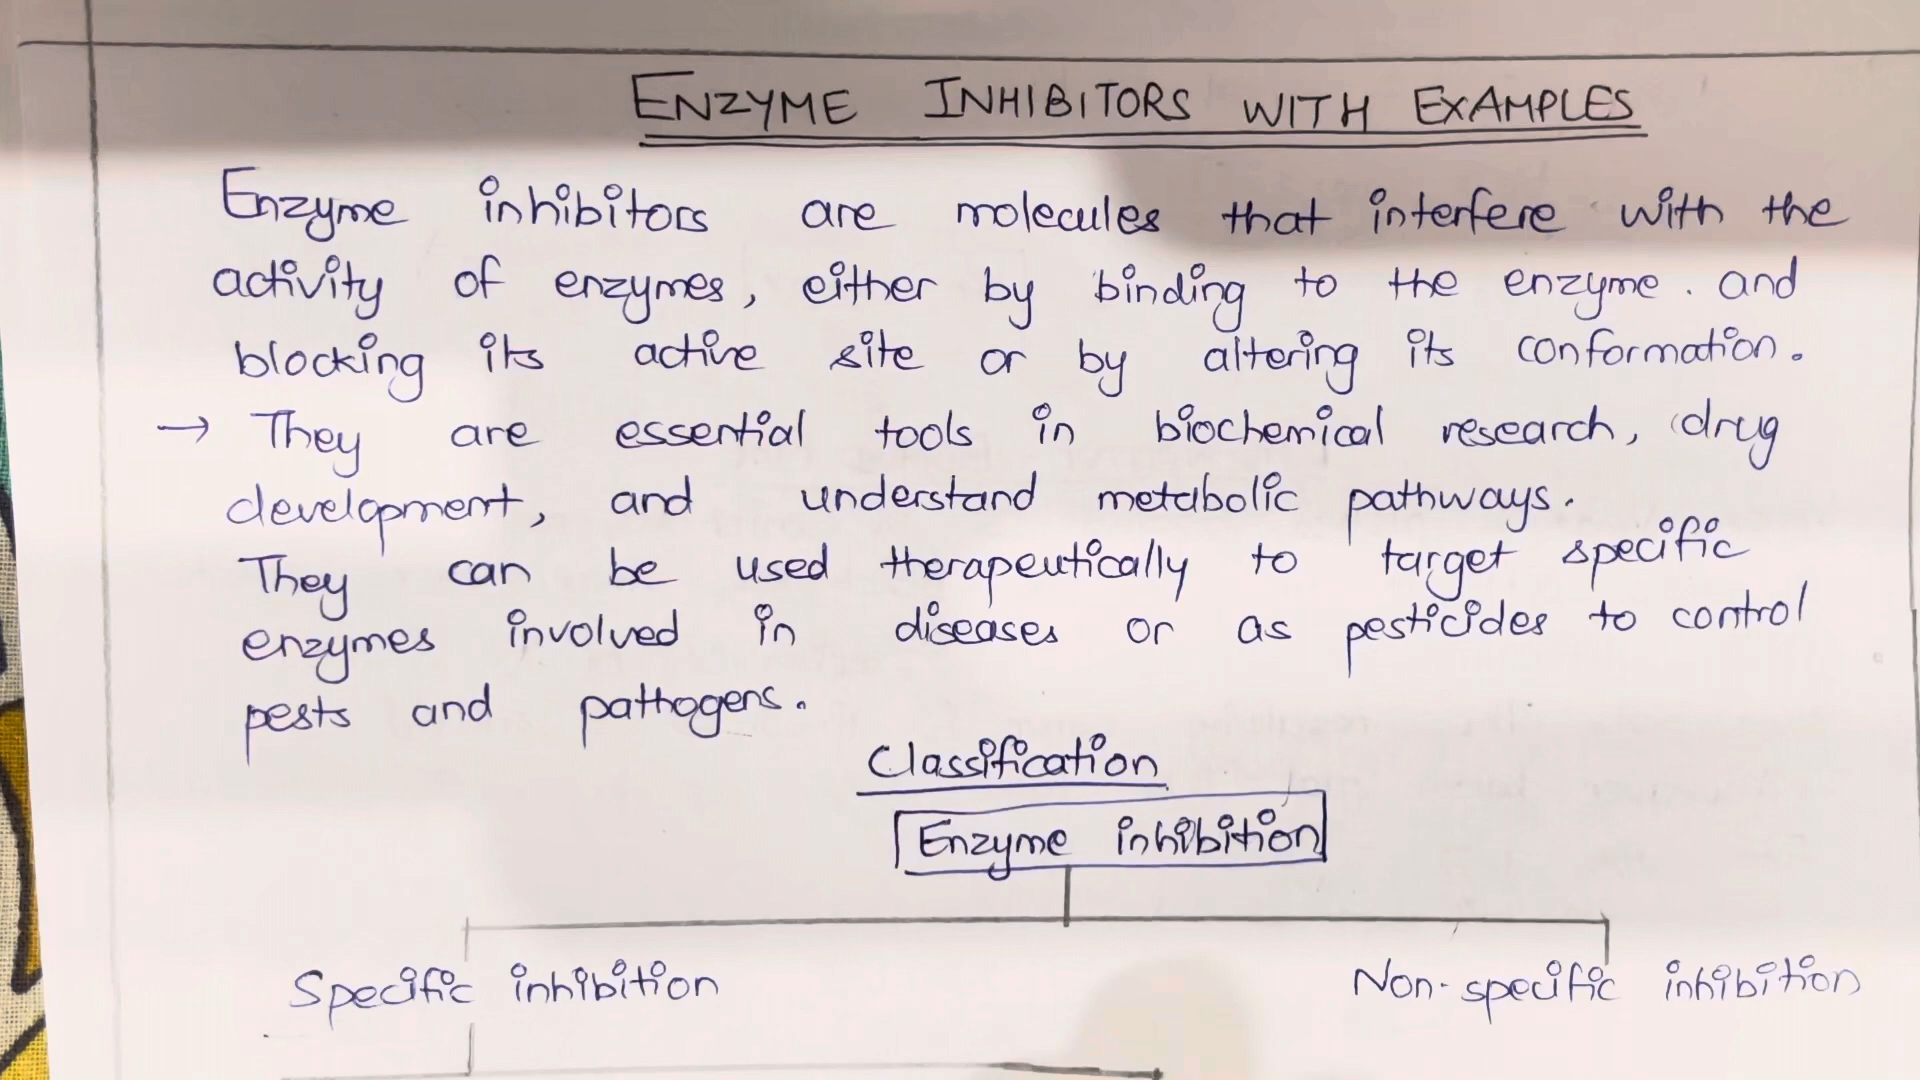 ENZYME INHIBITORS WITH EXAMPLES
Enzyme inhibitors are molecules that interfere with the
activity of enzymes, either by binding to the enzyme. and
blocking its active site or by altering its conformation.
→ They are essential tools in biochemical research, drug
development, and understand metabolic pathways.
They can be used therapeutically to target specific
enzymes involved in diseases or as pesticides to control
pests and pathogens.
Classification
Enzyme inhibition
Specific inhibition Non-specific inhibition